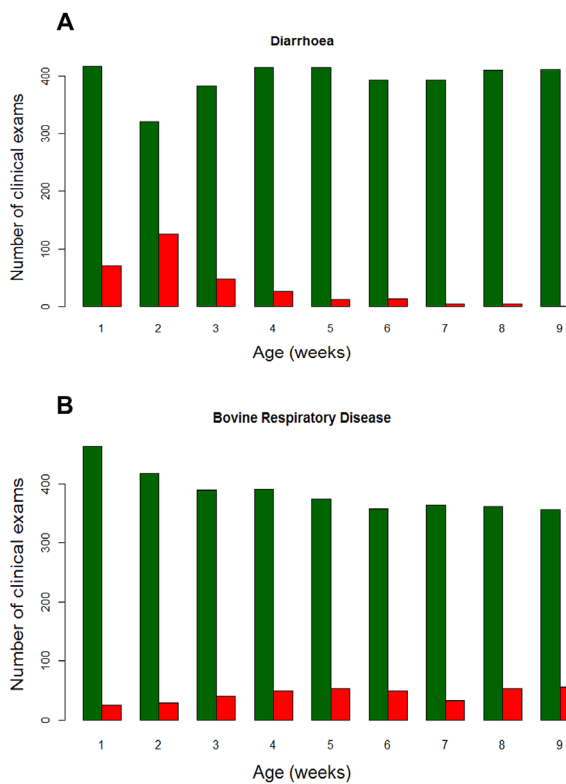 A
Diarrhoea
Number of clinical exams
400
300
200
100
0
1 2 3 4 5 6 7 8 9
Age (weeks)
B
Bovine Respiratory Disease
Number of clinical exams
400
300
200
100
0
1 2 3 4 5 6 7 8 9
Age (weeks)